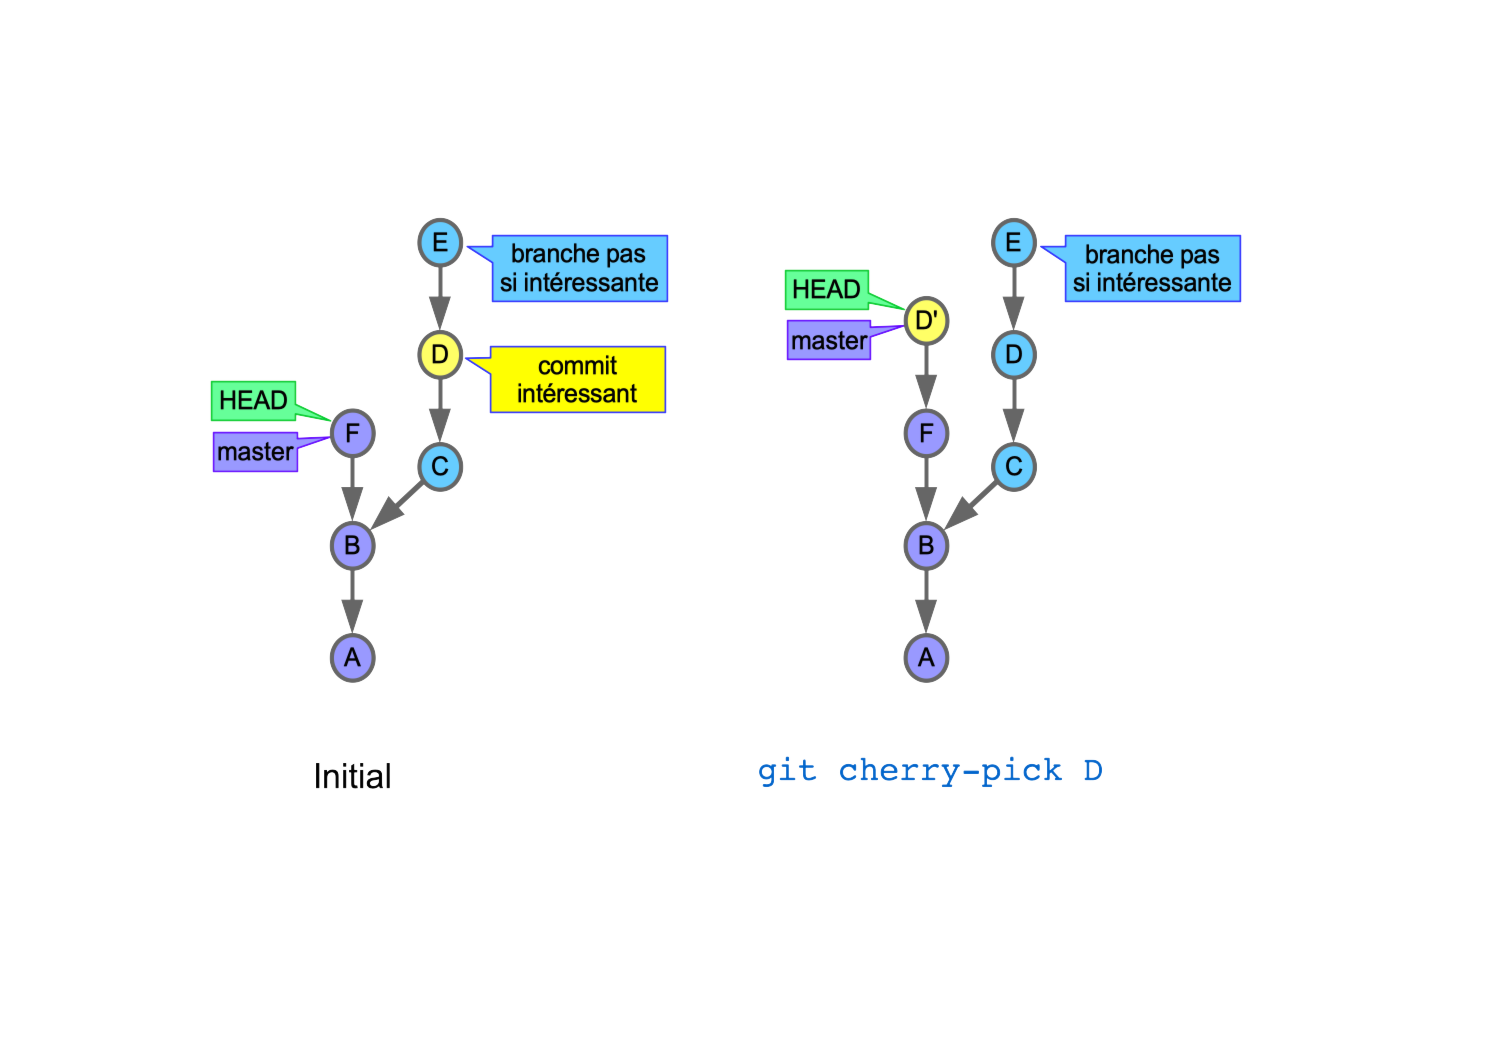 E
branche pas
si intéressante
D
commit
intéressant
HEAD
master
F
C
B
A
Initial
E
branche pas
si intéressante
HEAD
master
D'
D
F
C
B
A
git cherry-pick D